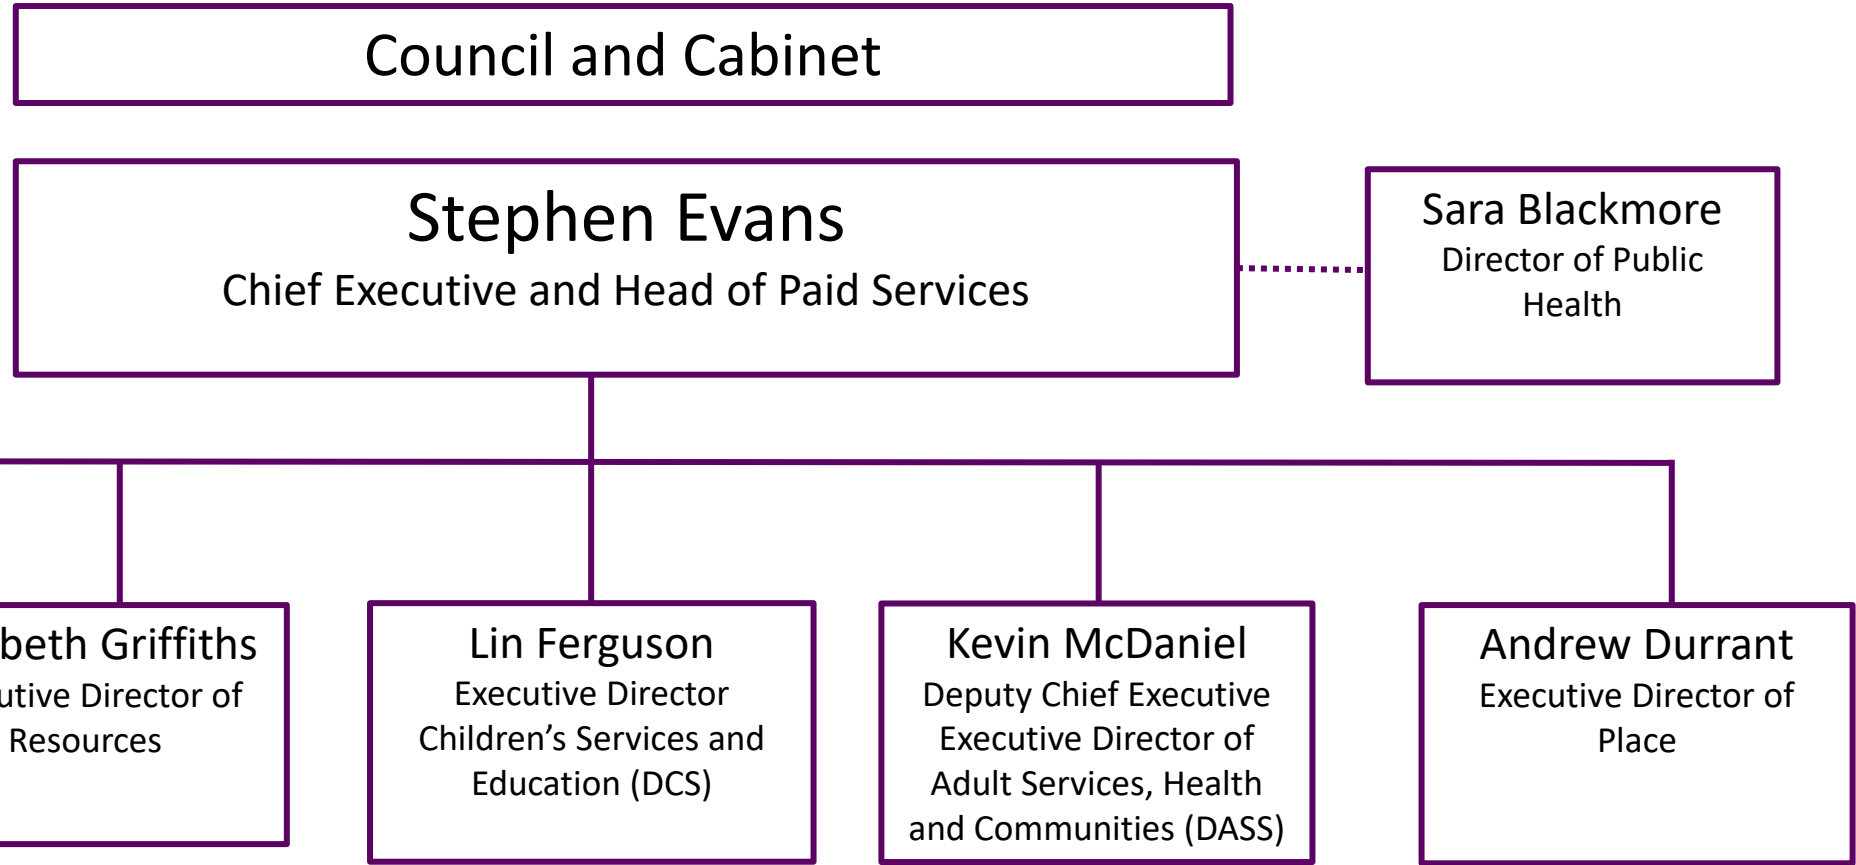 Council and Cabinet
Stephen Evans
Chief Executive and Head of Paid Services
Sara Blackmore
Director of Public
Health
beth Griffiths
utive Director of
Resources
Lin Ferguson
Executive Director
Children’s Services and
Education (DCS)
Kevin McDaniel
Deputy Chief Executive
Executive Director of
Adult Services, Health
and Communities (DASS)
Andrew Durrant
Executive Director of
Place